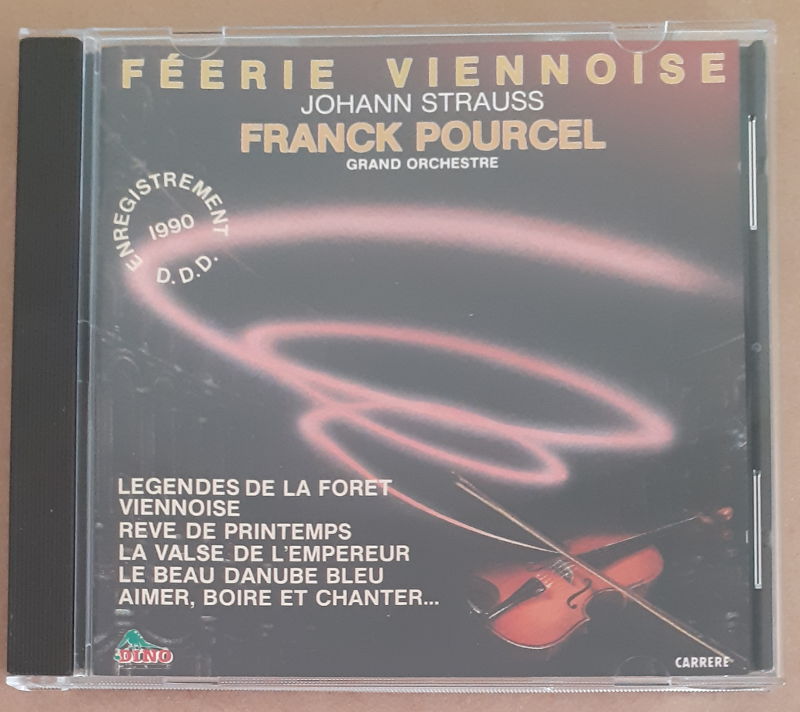 FÉERIE VIENNOISE
JOHANN STRAUSS
FRANCK POURCEL
GRAND ORCHESTRE
ENREGISTREMENT
1990
D.D.D.
LEGENDES DE LA FORET
VIENNOISE
REVE DE PRINTEMPS
LA VALSE DE L'EMPEREUR
LE BEAU DANUBE BLEU
AIMER, BOIRE ET CHANTER...
DINO
CARRERE